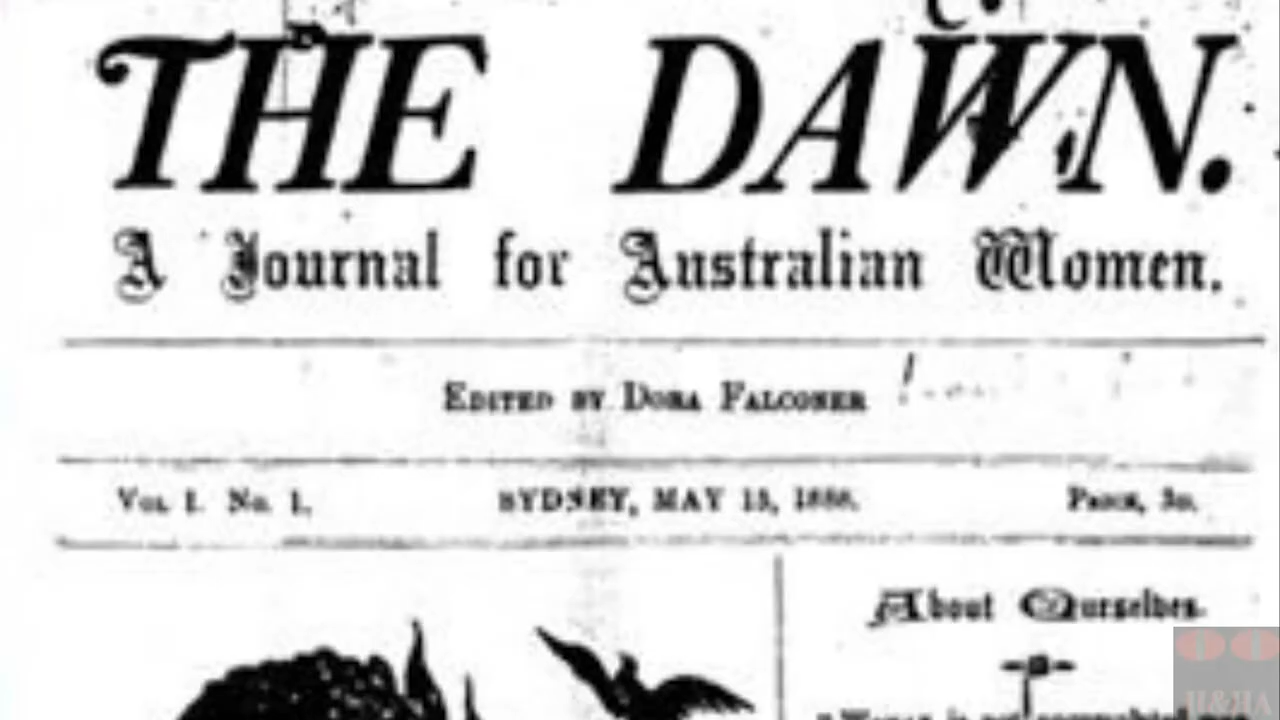 THE DAWN.
A Journal for Australian Women.
EDITED BY DORA FALCONER
VOL 1. No. 1.
SYDNEY, MAY 15, 1888.
PRICE, 3D.
About Ourselves.